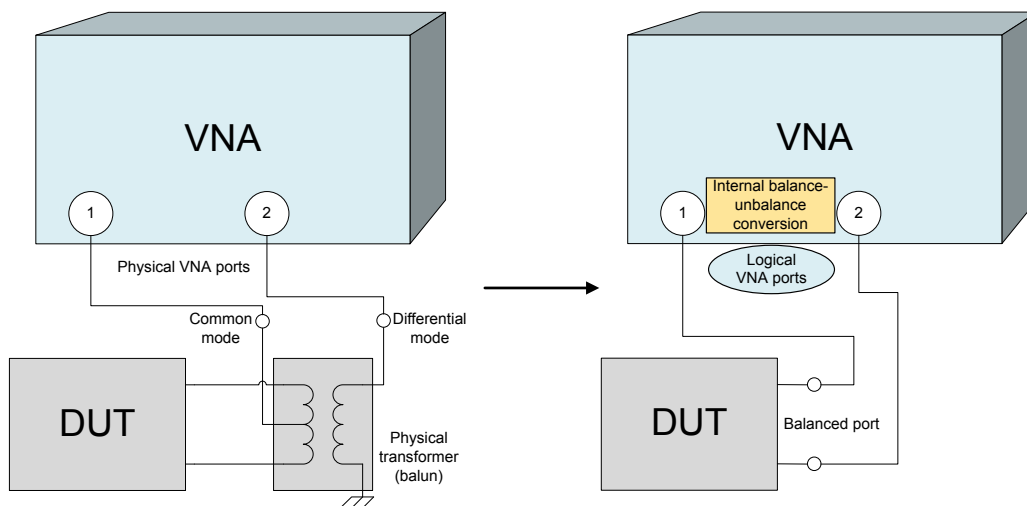 VNA
1
2
Physical VNA ports
Common
mode
Differential
mode
DUT
Physical
transformer
(balun)
VNA
1
Internal balance-
unbalance
conversion
2
Logical
VNA ports
DUT
Balanced port